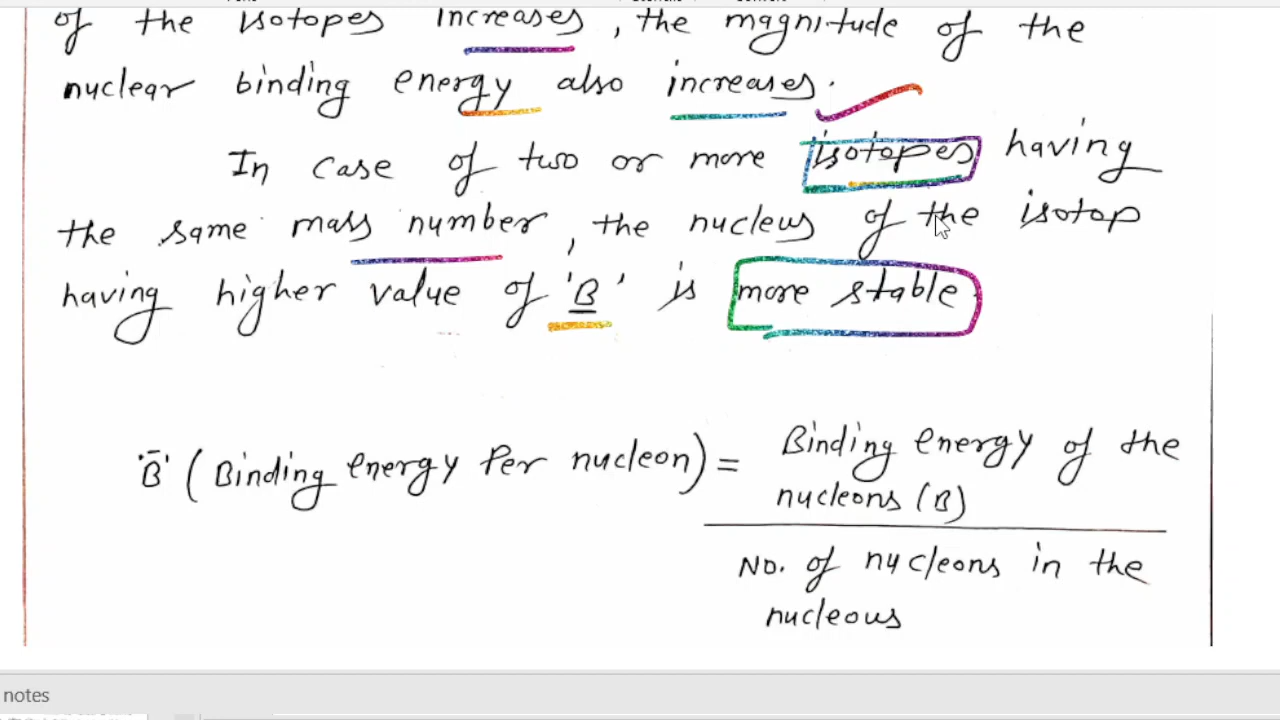 of the isotopes increases, the magnitude of the
nuclear binding energy also increases.
In case of two or more isotopes having
the same mass number, the nucleus of the isotop
having higher value of 'B' is more stable.
'B̄' (Binding energy Per nucleon) = Binding energy of the
nucleons (B)
No. of nucleons in the
nucleous
notes